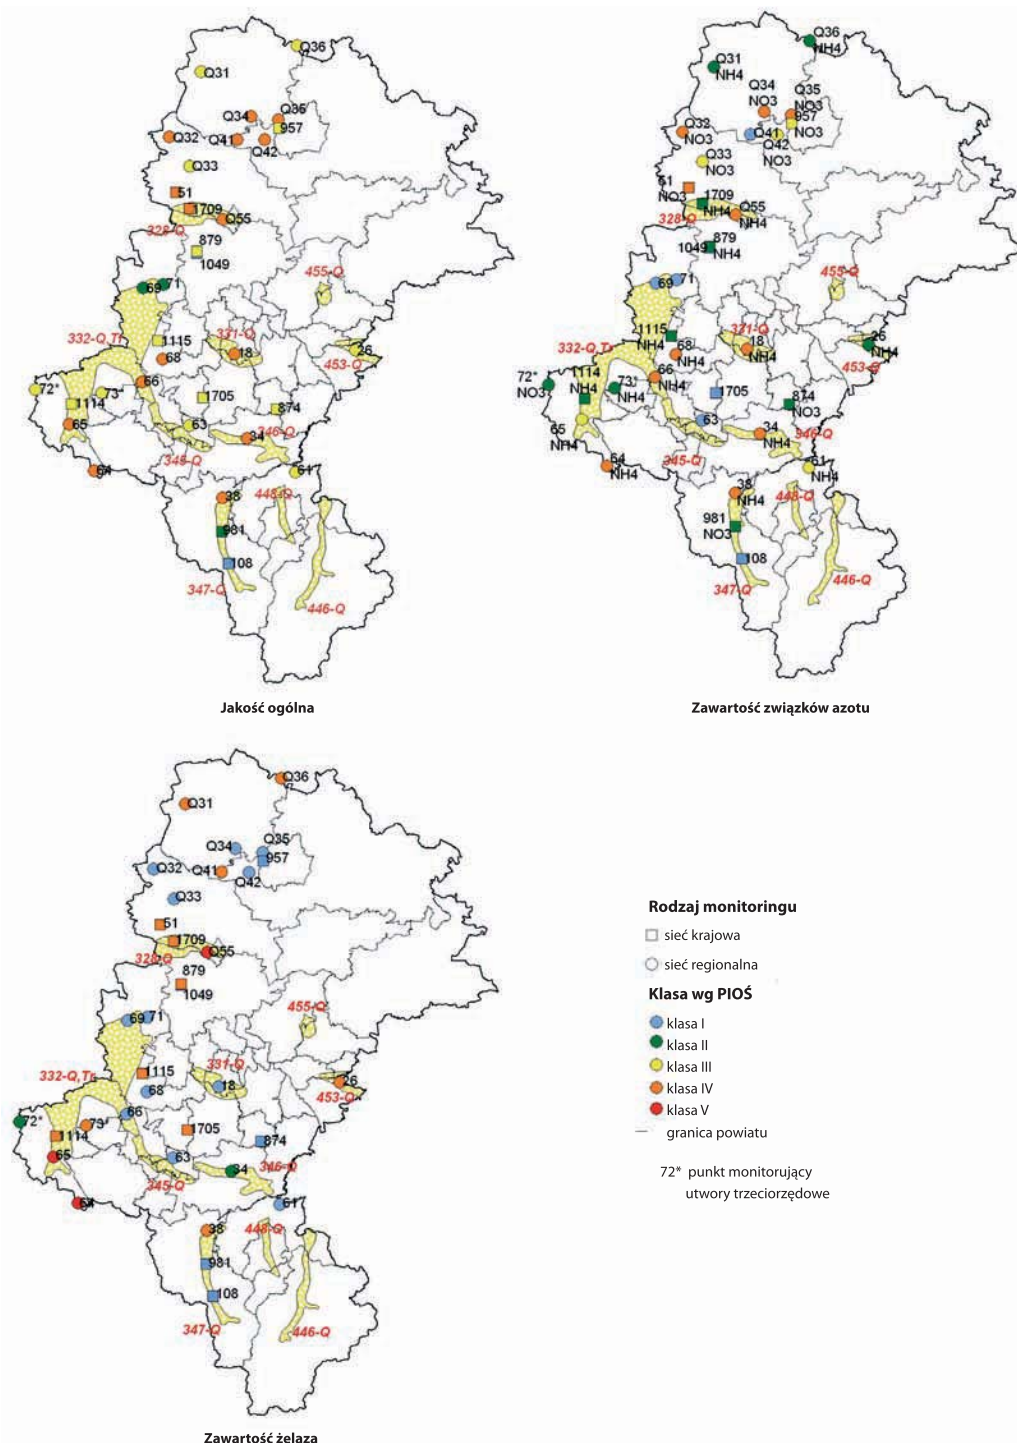 Q36
Q31
Q34
Q35
957
Q32
Q41
Q42
Q33
51
1709
Q55
328-Q
879
1049
455-Q
69
71
332-Q,Tr
1115
331-Q
68
18
26
453-Q
66
72*
73*
1705
1114
874
65
63
34
346-Q
345-Q
64
617
38
448-Q
981
108
347-Q
446-Q
Jakość ogólna
Q36
NH4
Q31
NH4
Q34
NO3
Q35
NO3
957
NO3
Q32
NO3
Q41
Q42
NO3
Q33
NO3
51
NO3
1709
NH4
Q55
NH4
328-Q
879
1049
NH4
455-Q
69
71
1115
NH4
331-Q
332-Q,Tr
68
NH4
18
NH4
26
NH4
453-Q
66
NH4
72*
NO3
1114
NH4
73*
NH4
1705
874
NO3
65
NH4
63
34
NH4
346-Q
345-Q
64
NH4
61
NH4
38
NH4
448-Q
981
NO3
108
347-Q
446-Q
Zawartość związków azotu
Q36
Q31
Q34
Q35
957
Q32
Q41
Q42
Q33
51
1709
Q55
328-Q
879
1049
455-Q
69
71
332-Q,Tr
1115
331-Q
68
18
26
453-Q
66
72*
73*
1705
1114
874
65
63
34
346-Q
345-Q
64
617
38
448-Q
981
108
347-Q
446-Q
Zawartość żelaza
Rodzaj monitoringu
sieć krajowa
sieć regionalna
Klasa wg PIOŚ
klasa I
klasa II
klasa III
klasa IV
klasa V
granica powiatu
72* punkt monitorujący
utwory trzeciorzędowe